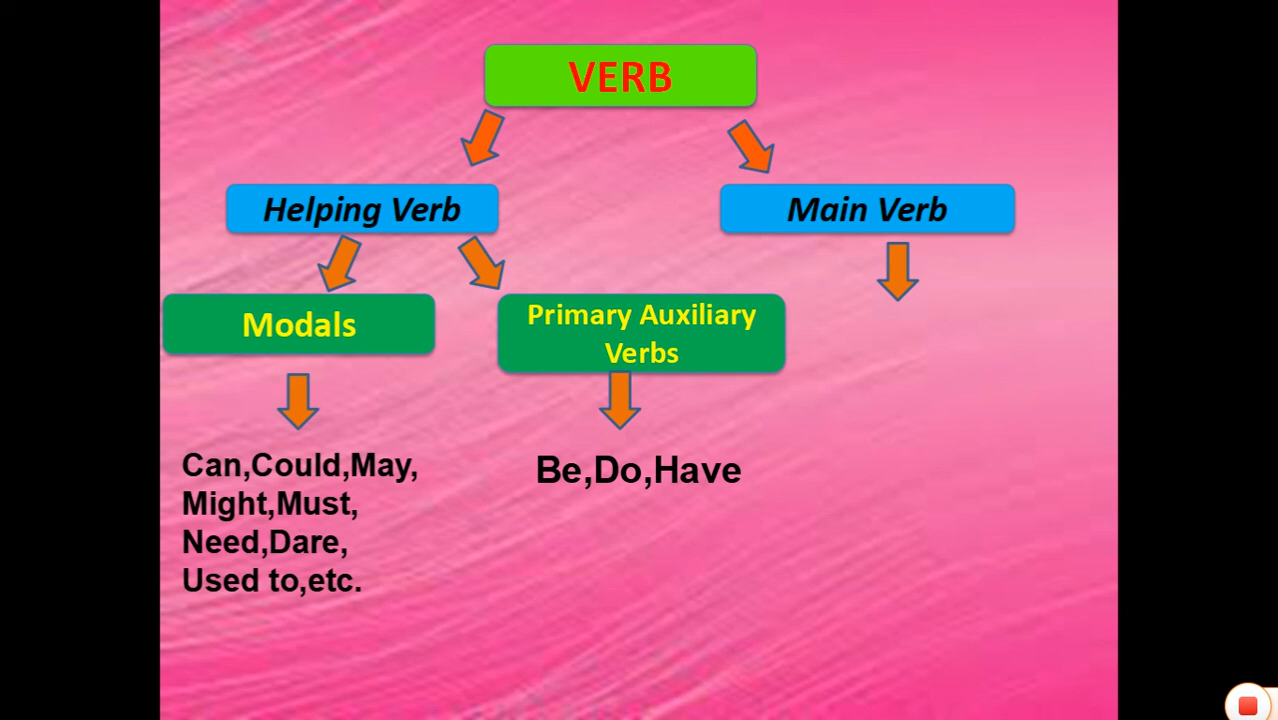 VERB
Helping Verb
Main Verb
Modals
Primary Auxiliary
Verbs
Can,Could,May,
Might,Must,
Need,Dare,
Used to,etc.
Be,Do,Have